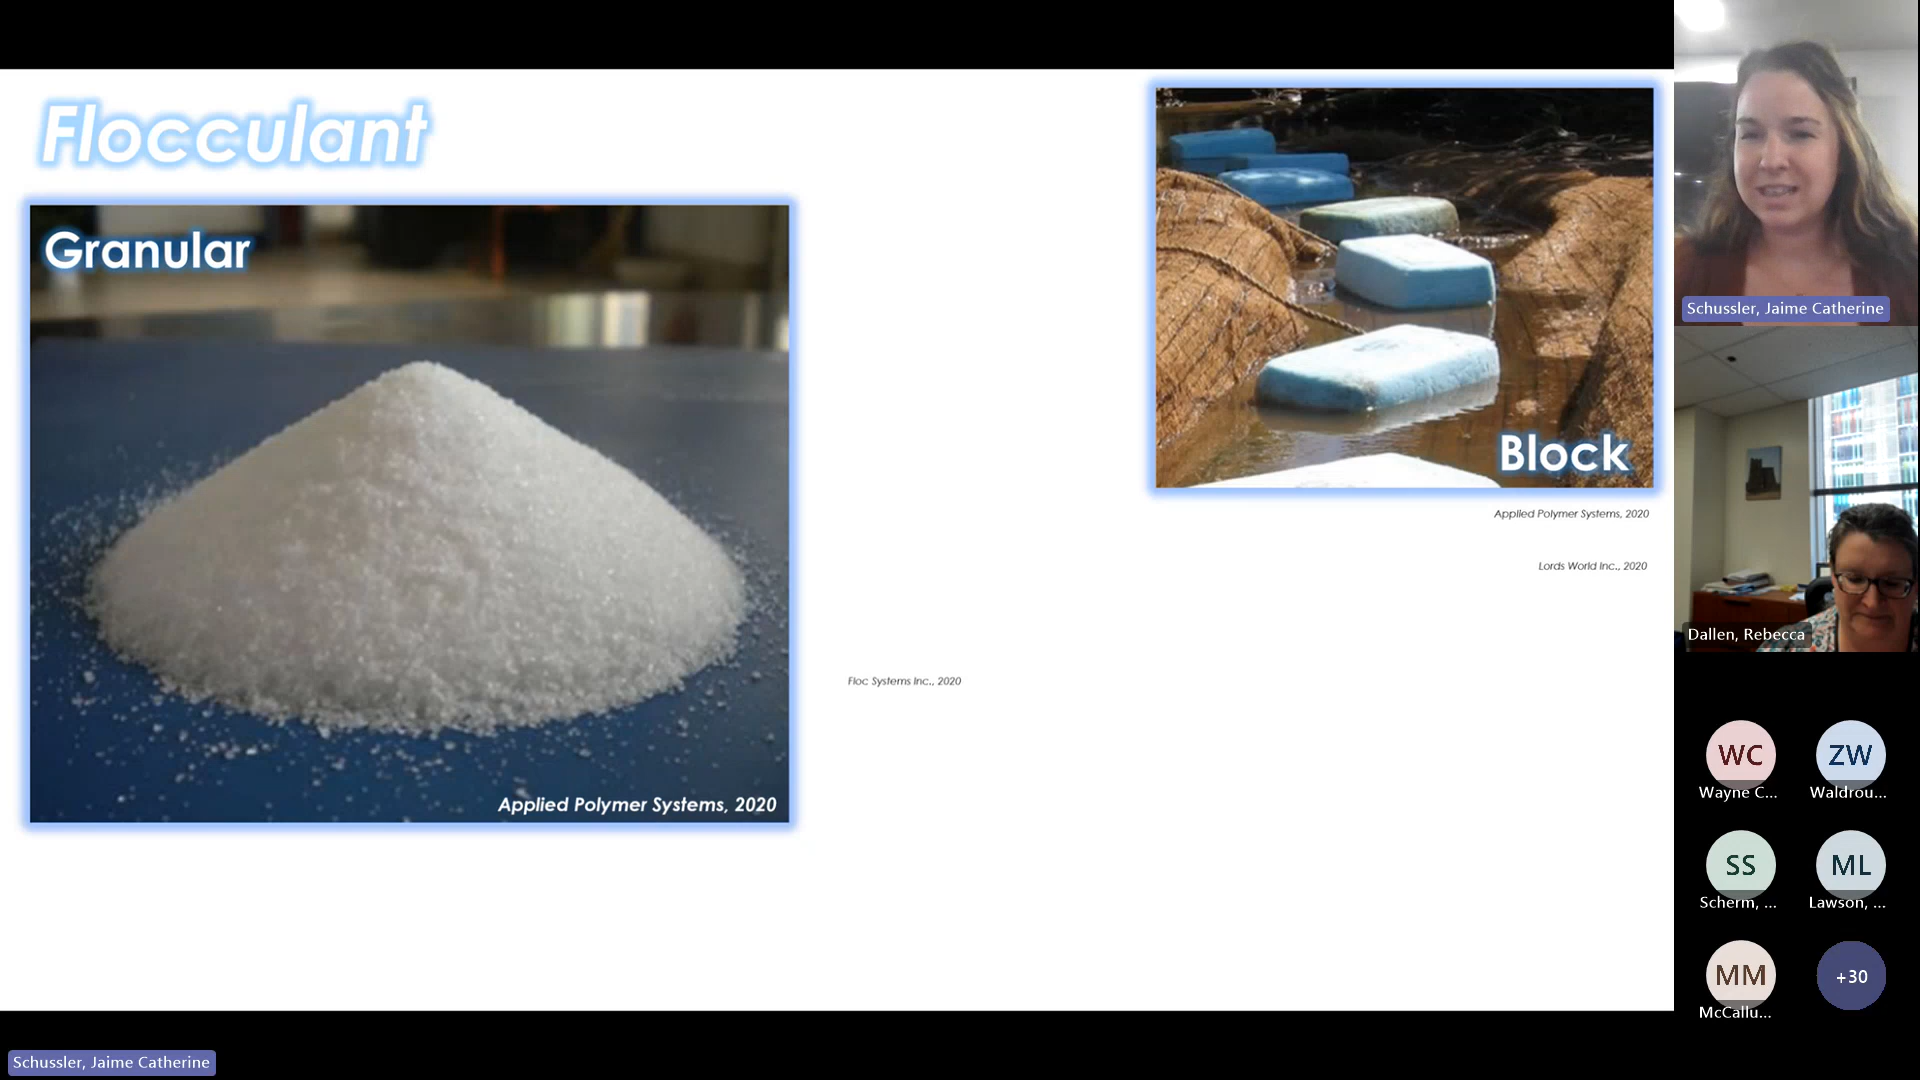 Flocculant
Granular
Applied Polymer Systems, 2020
Block
Applied Polymer Systems, 2020
Lords World Inc., 2020
Floc Systems Inc., 2020
Schussler, Jaime Catherine
Dallen, Rebecca
WC
Wayne C...
ZW
Waldrou...
SS
Scherm, ...
ML
Lawson, ...
MM
McCallu...
+30
Schussler, Jaime Catherine